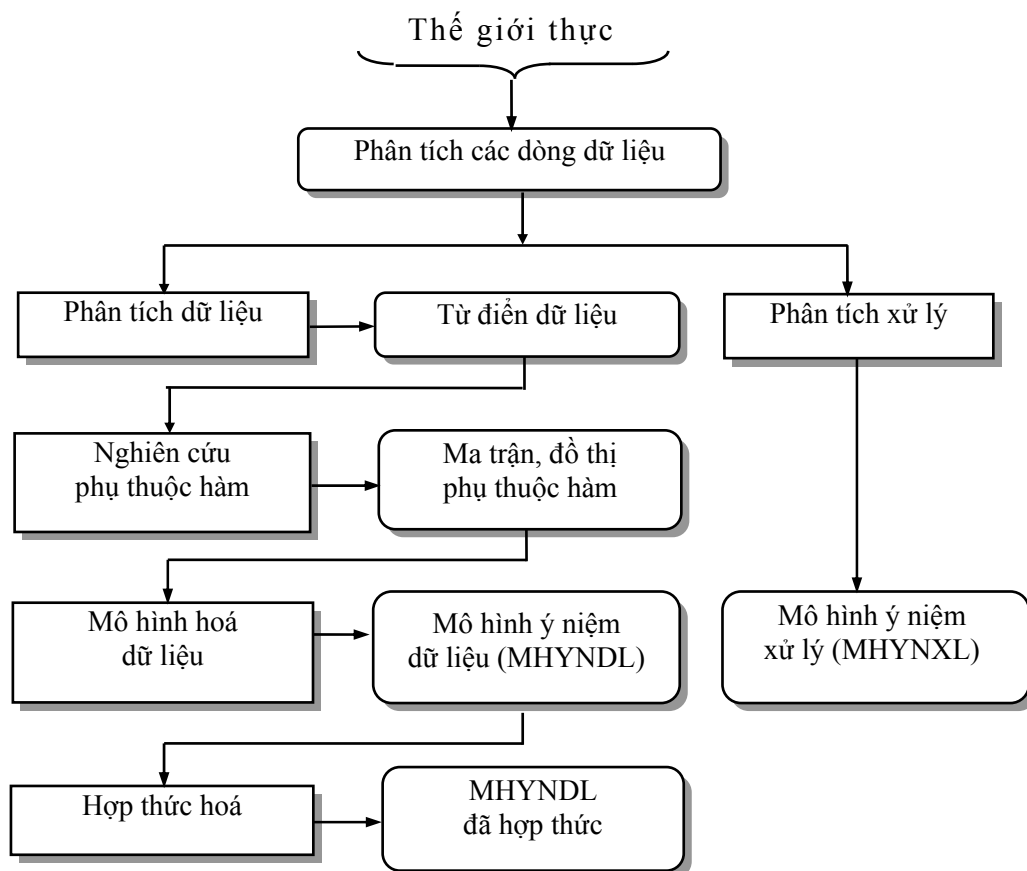 Thế giới thực
Phân tích các dòng dữ liệu
Phân tích dữ liệu
Từ điển dữ liệu
Phân tích xử lý
Nghiên cứu
phụ thuộc hàm
Ma trận, đồ thị
phụ thuộc hàm
Mô hình hoá
dữ liệu
Mô hình ý niệm
dữ liệu (MHYNDL)
Mô hình ý niệm
xử lý (MHYNXL)
Hợp thức hoá
MHYNDL
đã hợp thức